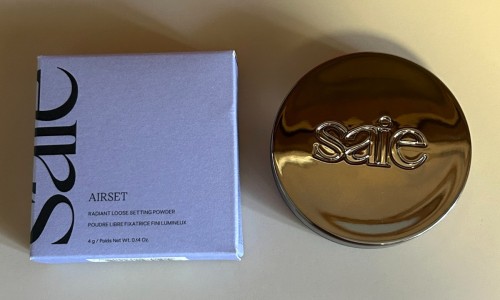 saie
AIRSET
RADIANT LOOSE SETTING POWDER
POUDRE LIBRE FIXATRICE FINI LUMINEUX
4 g / Poids Net Wt. 0.14 Oz.
saie